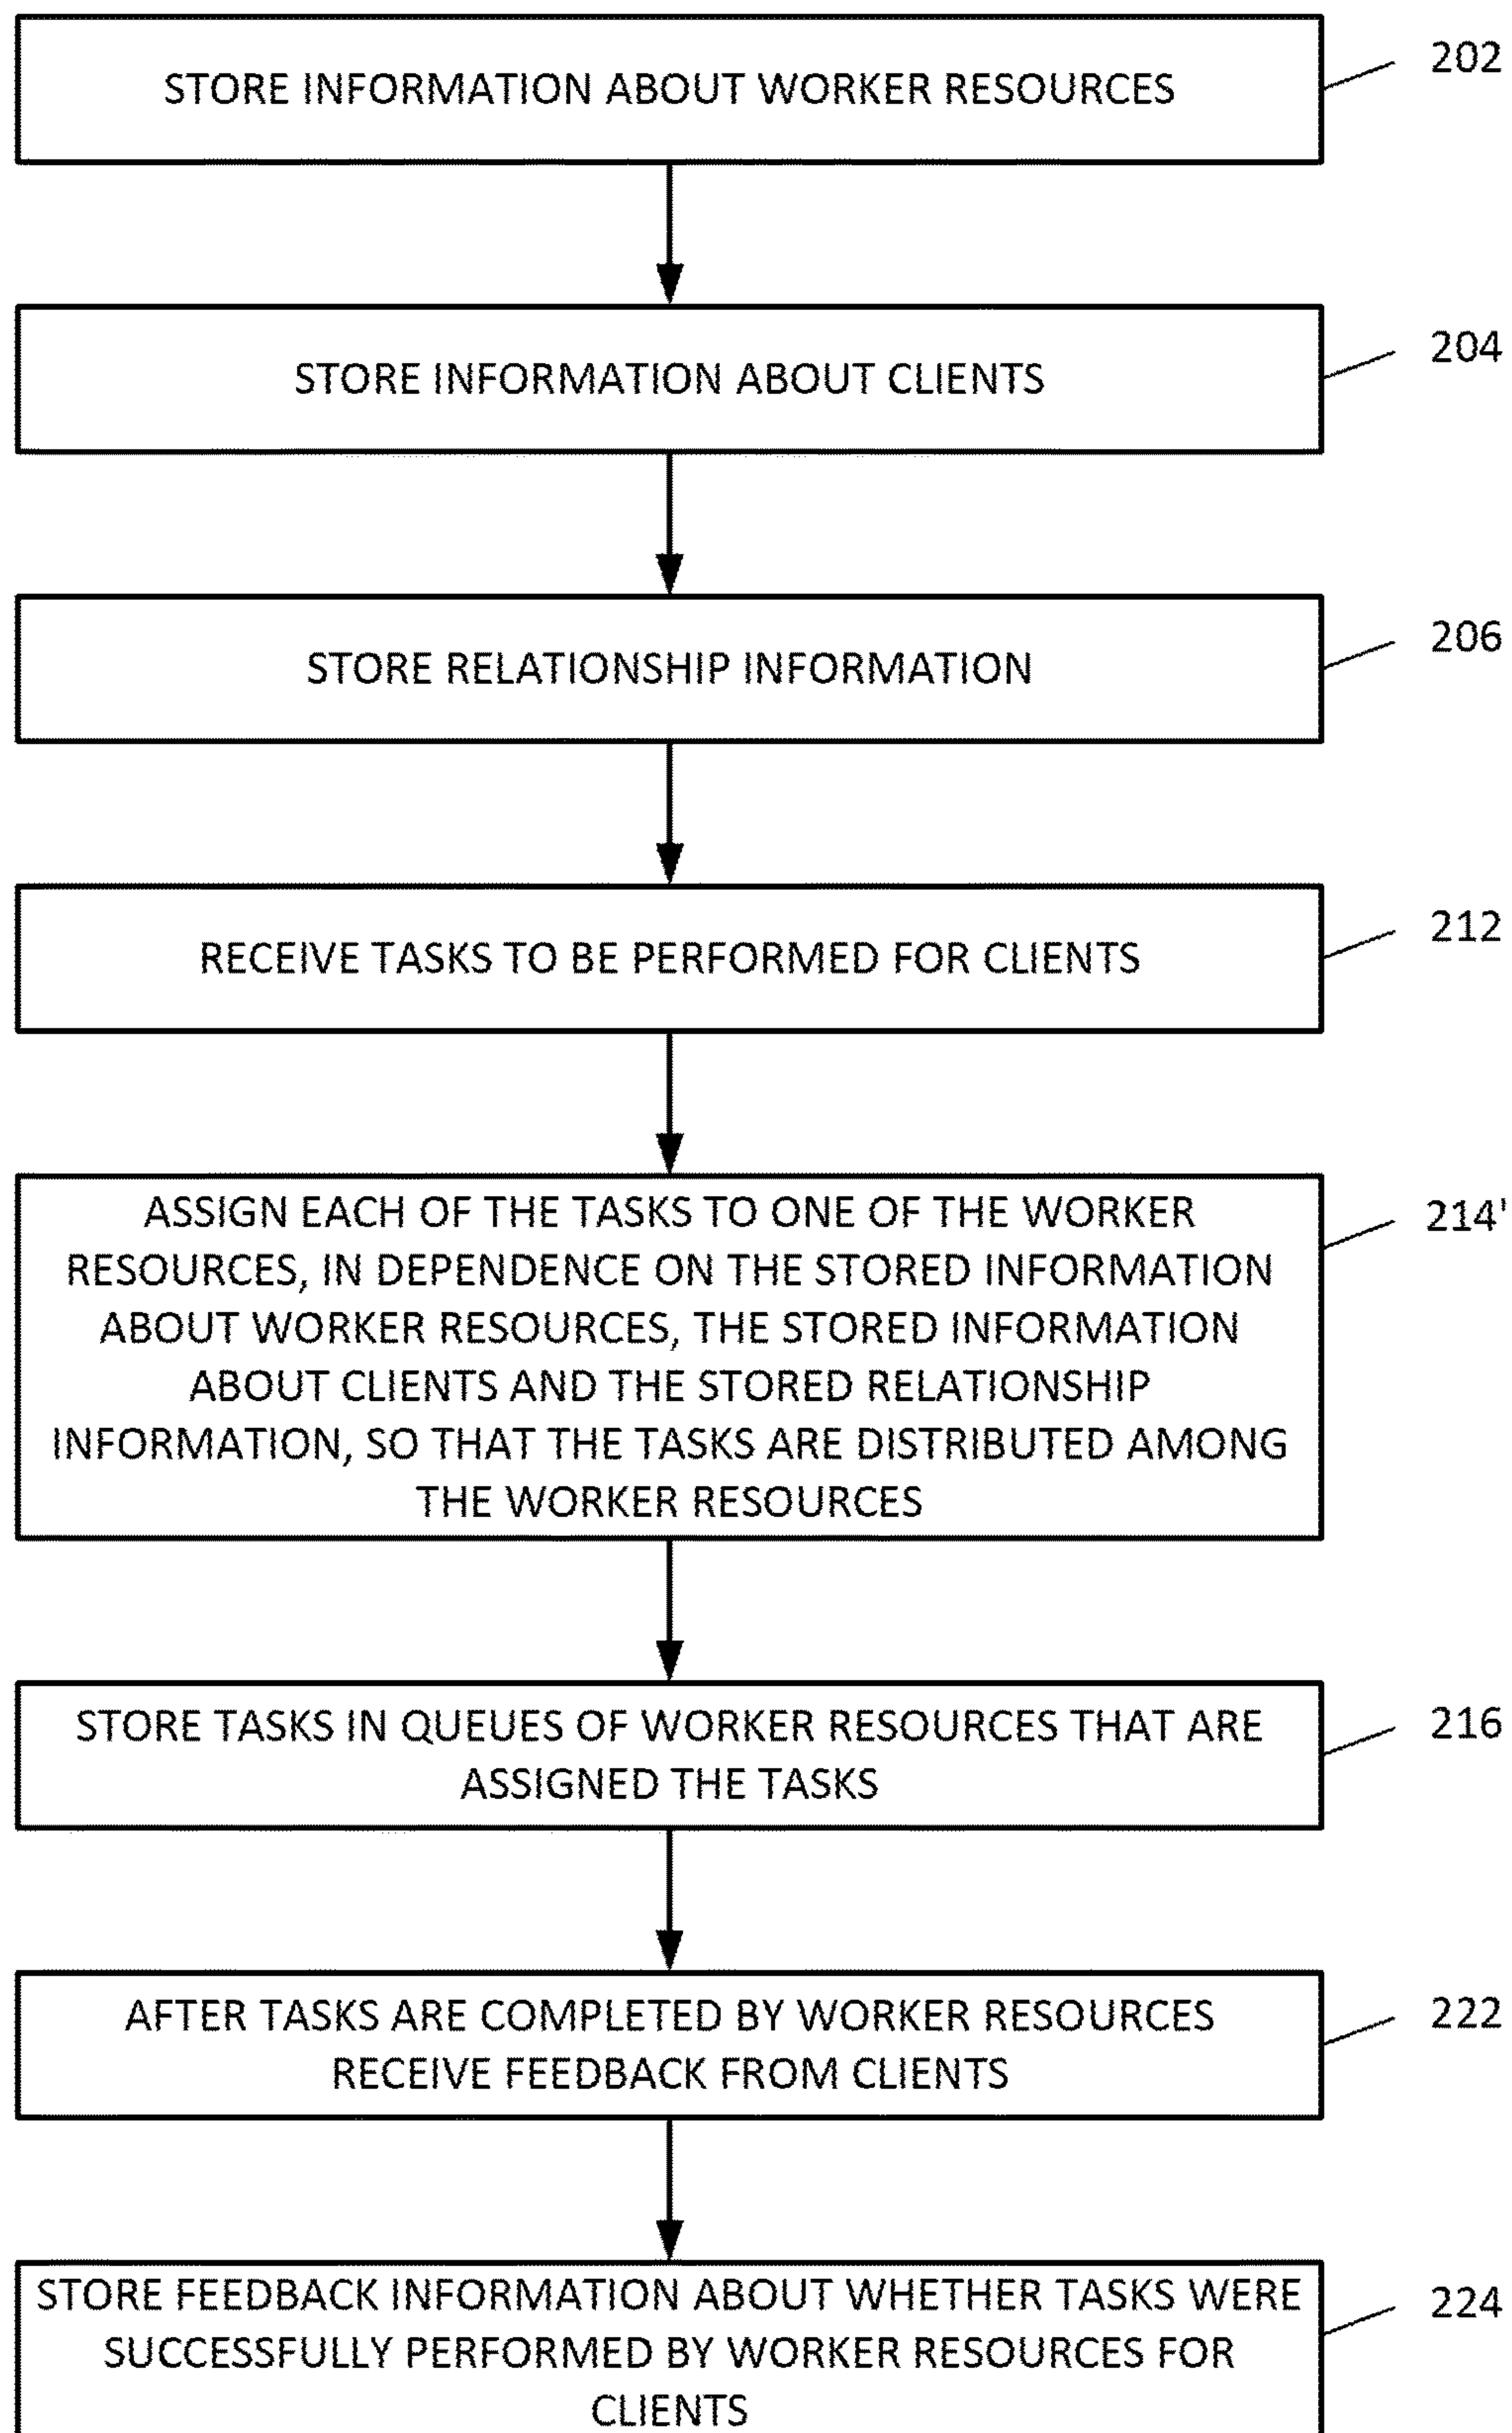 STORE INFORMATION ABOUT WORKER RESOURCES
202
STORE INFORMATION ABOUT CLIENTS
204
STORE RELATIONSHIP INFORMATION
206
RECEIVE TASKS TO BE PERFORMED FOR CLIENTS
212
ASSIGN EACH OF THE TASKS TO ONE OF THE WORKER
RESOURCES, IN DEPENDENCE ON THE STORED INFORMATION
ABOUT WORKER RESOURCES, THE STORED INFORMATION
ABOUT CLIENTS AND THE STORED RELATIONSHIP
INFORMATION, SO THAT THE TASKS ARE DISTRIBUTED AMONG
THE WORKER RESOURCES
214'
STORE TASKS IN QUEUES OF WORKER RESOURCES THAT ARE
ASSIGNED THE TASKS
216
AFTER TASKS ARE COMPLETED BY WORKER RESOURCES
RECEIVE FEEDBACK FROM CLIENTS
222
STORE FEEDBACK INFORMATION ABOUT WHETHER TASKS WERE
SUCCESSFULLY PERFORMED BY WORKER RESOURCES FOR
CLIENTS
224